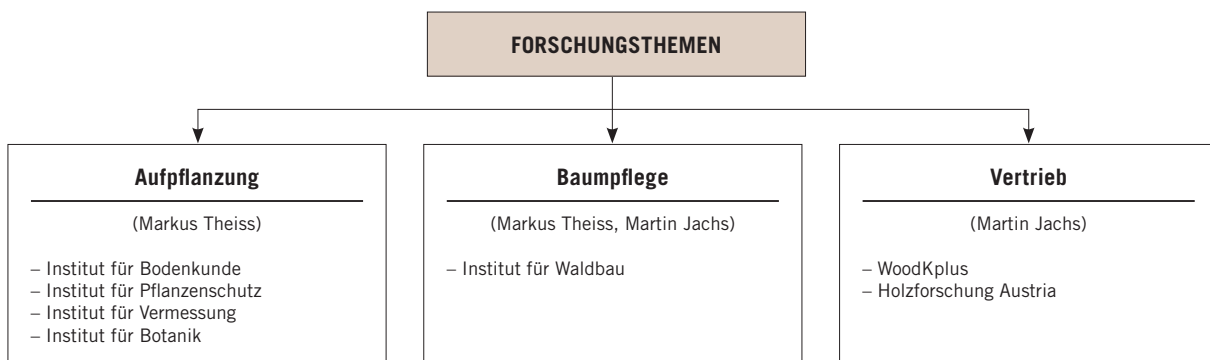 FORSCHUNGSTHEMEN
Aufpflanzung
(Markus Theiss)
– Institut für Bodenkunde
– Institut für Pflanzenschutz
– Institut für Vermessung
– Institut für Botanik
Baumpflege
(Markus Theiss, Martin Jachs)
– Institut für Waldbau
Vertrieb
(Martin Jachs)
– WoodKplus
– Holzforschung Austria